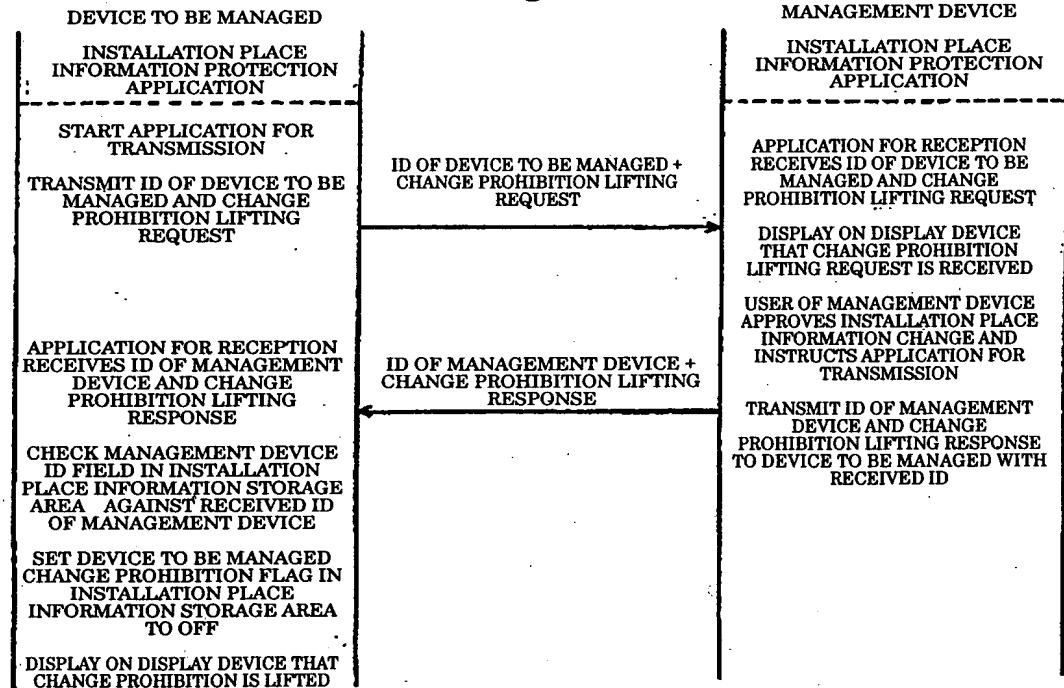 DEVICE TO BE MANAGED
INSTALLATION PLACE
INFORMATION PROTECTION
APPLICATION
START APPLICATION FOR
TRANSMISSION
TRANSMIT ID OF DEVICE TO BE
MANAGED AND CHANGE
PROHIBITION LIFTING
REQUEST
APPLICATION FOR RECEPTION
RECEIVES ID OF MANAGEMENT
DEVICE AND CHANGE
PROHIBITION LIFTING
RESPONSE
CHECK MANAGEMENT DEVICE
ID FIELD IN INSTALLATION
PLACE INFORMATION STORAGE
AREA AGAINST RECEIVED ID
OF MANAGEMENT DEVICE
SET DEVICE TO BE MANAGED
CHANGE PROHIBITION FLAG IN
INSTALLATION PLACE
INFORMATION STORAGE AREA
TO OFF
DISPLAY ON DISPLAY DEVICE THAT
CHANGE PROHIBITION IS LIFTED
ID OF DEVICE TO BE MANAGED +
CHANGE PROHIBITION LIFTING
REQUEST
ID OF MANAGEMENT DEVICE +
CHANGE PROHIBITION LIFTING
RESPONSE
MANAGEMENT DEVICE
INSTALLATION PLACE
INFORMATION PROTECTION
APPLICATION
APPLICATION FOR RECEPTION
RECEIVES ID OF DEVICE TO BE
MANAGED AND CHANGE
PROHIBITION LIFTING REQUEST
DISPLAY ON DISPLAY DEVICE
THAT CHANGE PROHIBITION
LIFTING REQUEST IS RECEIVED
USER OF MANAGEMENT DEVICE
APPROVES INSTALLATION PLACE
INFORMATION CHANGE AND
INSTRUCTS APPLICATION FOR
TRANSMISSION
TRANSMIT ID OF MANAGEMENT
DEVICE AND CHANGE
PROHIBITION LIFTING RESPONSE
TO DEVICE TO BE MANAGED WITH
RECEIVED ID